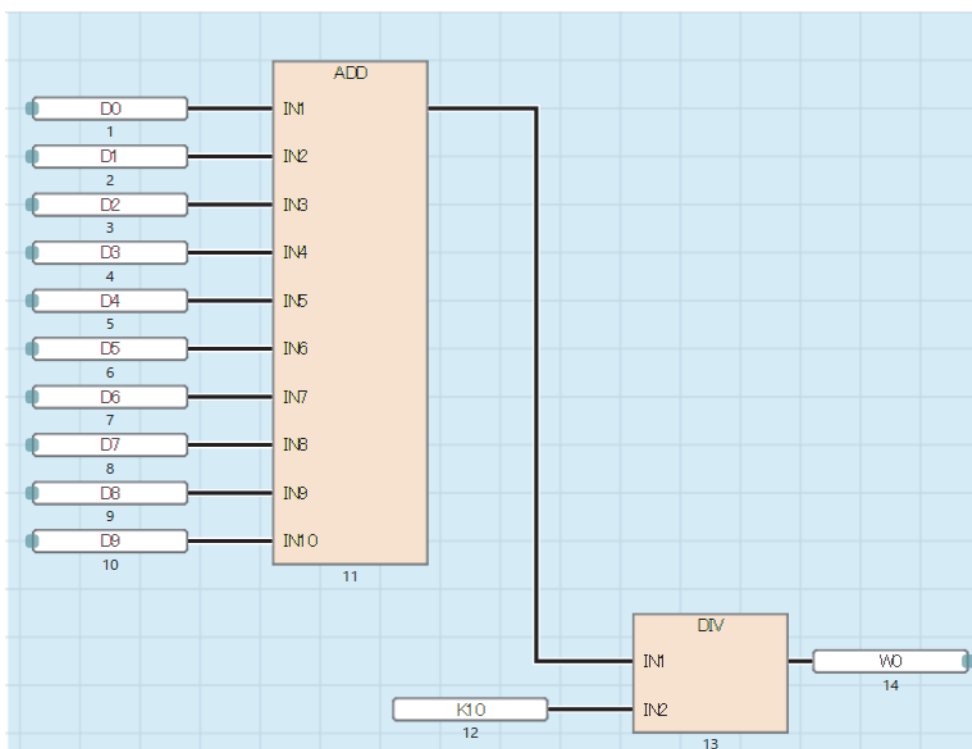 ADD
D0 IN1
1
D1 IN2
2
D2 IN3
3
D3 IN4
4
D4 IN5
5
D5 IN6
6
D6 IN7
7
D7 IN8
8
D8 IN9
9
D9 IN10
10
11
DIV
IN1 W0
14
K10 IN2
12
13